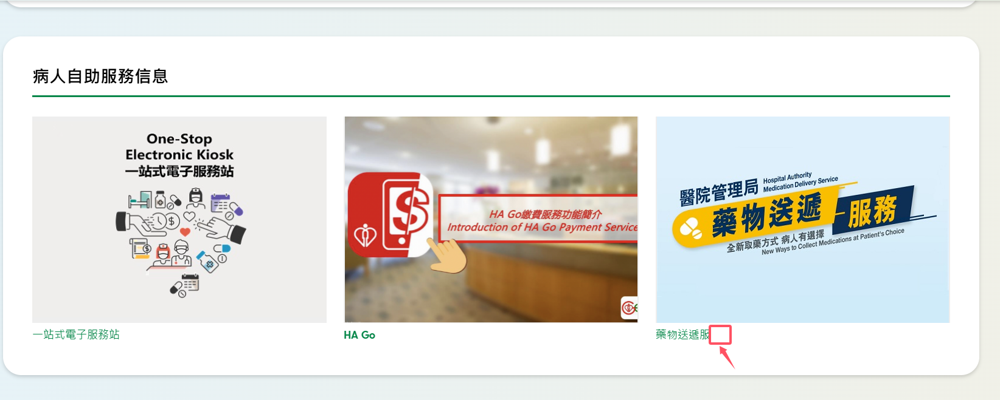 病人自助服務信息
One-Stop
Electronic Kiosk
一站式電子服務站
HA Go繳費服務功能簡介
Introduction of HA Go Payment Service
醫院管理局
Hospital Authority
Medication Delivery Service
藥物送遞服務
全新取藥方式 病人有選擇
New Ways to Collect Medications at Patient's Choice
一站式電子服務站
HA Go
藥物送遞服